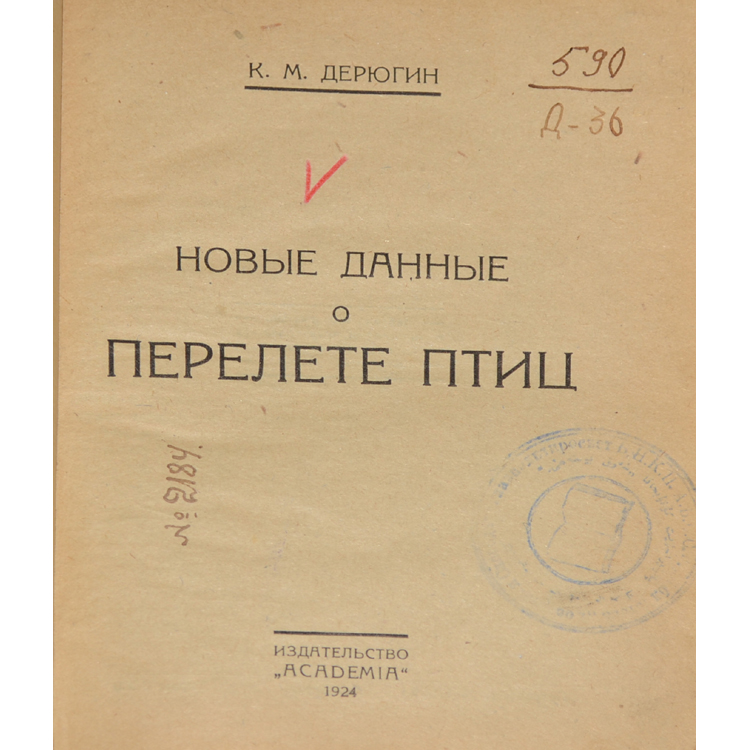 К. М. ДЕРЮГИН
590
Д-36
НОВЫЕ ДАННЫЕ
О
ПЕРЕЛЕТЕ ПТИЦ
№ 2184.
ИЗДАТЕЛЬСТВО
„ACADEMIA“
1924